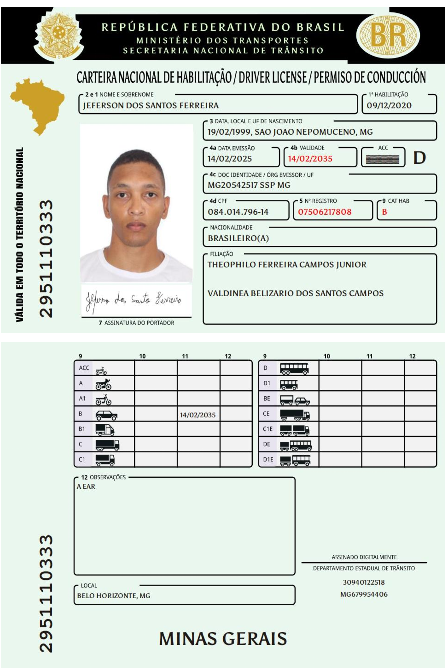 REPÚBLICA FEDERATIVA DO BRASIL
MINISTÉRIO DOS TRANSPORTES
SECRETARIA NACIONAL DE TRÂNSITO
BR
CARTEIRA NACIONAL DE HABILITAÇÃO / DRIVER LICENSE / PERMISO DE CONDUCCIÓN
2 e 1 NOME E SOBRENOME
JEFERSON DOS SANTOS FERREIRA
1ª HABILITAÇÃO
09/12/2020
3 DATA, LOCAL E UF DE NASCIMENTO
19/02/1999, SAO JOAO NEPOMUCENO, MG
4a DATA EMISSÃO
14/02/2025
4b VALIDADE
14/02/2035
ACC
D
4c DOC IDENTIDADE / ÓRG EMISSOR / UF
MG20542517 SSP MG
4d CPF
084.014.796-14
5 Nº REGISTRO
07506217808
9 CAT HAB
B
NACIONALIDADE
BRASILEIRO(A)
FILIAÇÃO
THEOPHILO FERREIRA CAMPOS JUNIOR
VALDINEA BELIZARIO DOS SANTOS CAMPOS
VÁLIDA EM TODO O TERRITÓRIO NACIONAL
2951110333
Jeferson dos Santos Ferreira
7 ASSINATURA DO PORTADOR
9 10 11 12 9 10 11 12
ACC D
A D1
A1 BE
B 14/02/2035 CE
B1 C1E
C DE
C1 D1E
12 OBSERVAÇÕES
A EAR
2951110333
ASSINADO DIGITALMENTE
DEPARTAMENTO ESTADUAL DE TRÂNSITO
30940122518
MG679954406
LOCAL
BELO HORIZONTE, MG
MINAS GERAIS